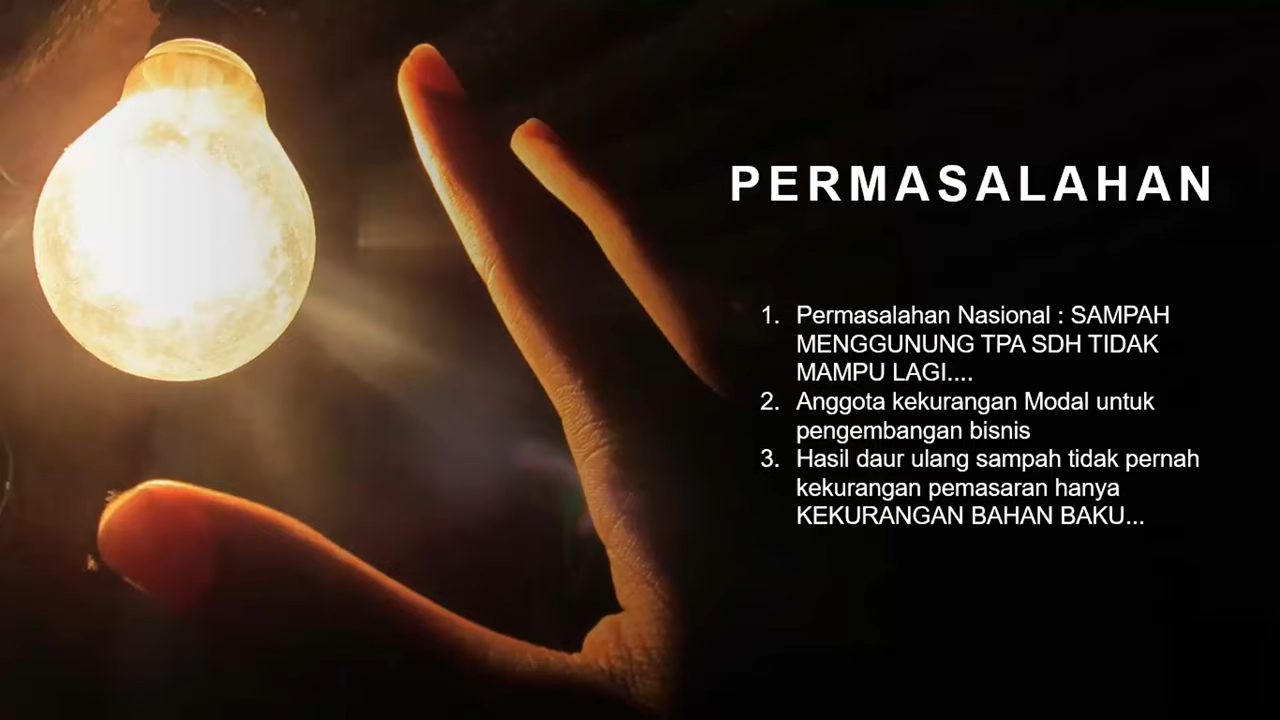 PERMASALAHAN
1. Permasalahan Nasional : SAMPAH
MENGGUNUNG TPA SDH TIDAK
MAMPU LAGI....
2. Anggota kekurangan Modal untuk
pengembangan bisnis
3. Hasil daur ulang sampah tidak pernah
kekurangan pemasaran hanya
KEKURANGAN BAHAN BAKU...